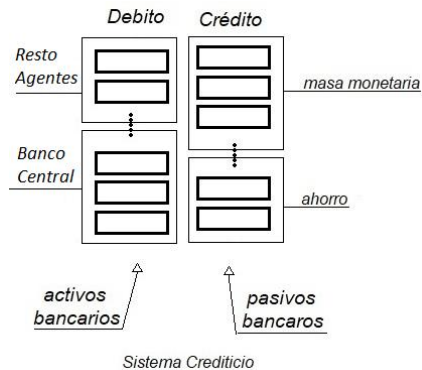 Debito
Crédito
Resto
Agentes
masa monetaria
Banco
Central
ahorro
activos
bancarios
pasivos
bancaros
Sistema Crediticio